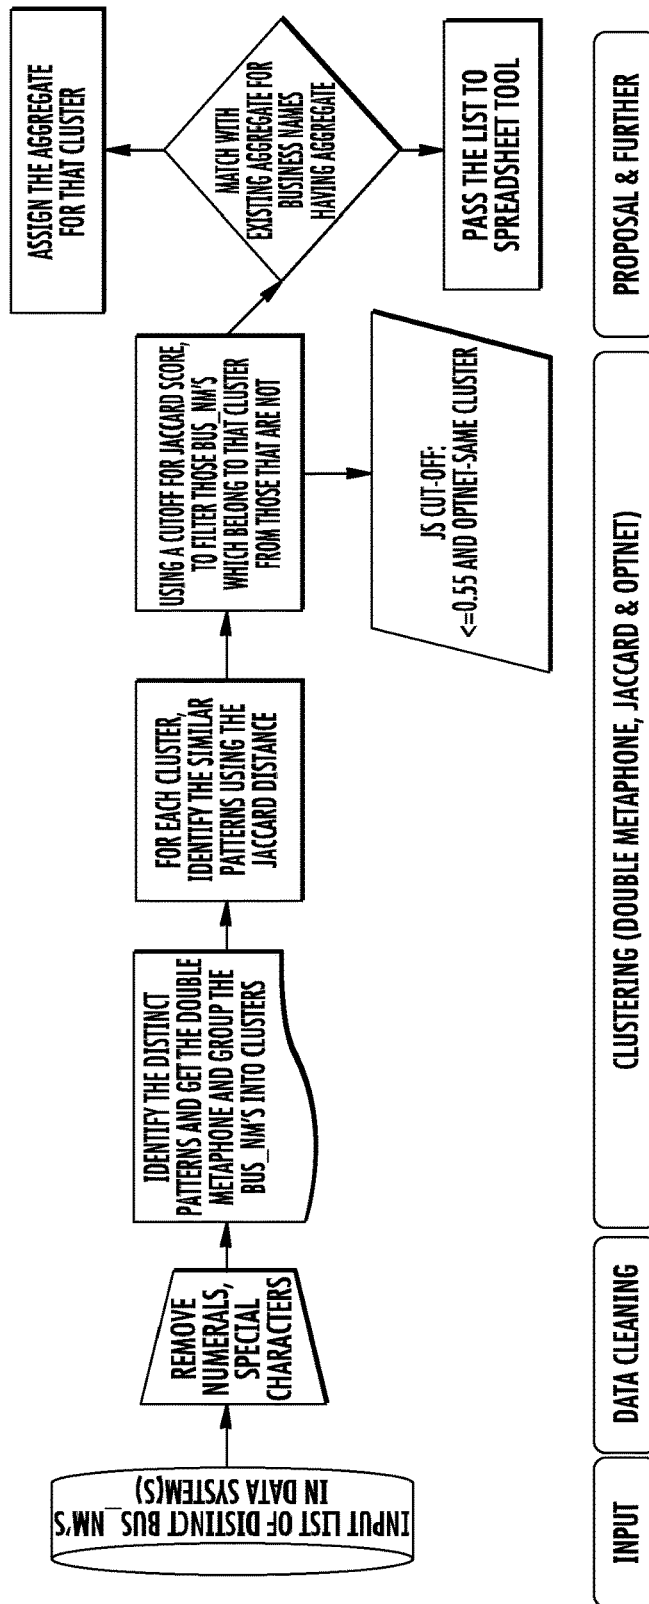 INPUT LIST OF DISTINCT BUS_NM'S
IN DATA SYSTEM(S)
REMOVE
NUMERALS,
SPECIAL
CHARACTERS
IDENTIFY THE DISTINCT
PATTERNS AND GET THE DOUBLE
METAPHONE AND GROUP THE
BUS_NM'S INTO CLUSTERS
FOR EACH CLUSTER,
IDENTIFY THE SIMILAR
PATTERNS USING THE
JACCARD DISTANCE
USING A CUTOFF FOR JACCARD SCORE,
TO FILTER THOSE BUS_NM'S
WHICH BELONG TO THAT CLUSTER
FROM THOSE THAT ARE NOT
JS CUT-OFF:
<=0.55 AND OPTNET-SAME CLUSTER
MATCH WITH
EXISTING AGGREGATE FOR
BUSINESS NAMES
HAVING AGGREGATE
ASSIGN THE AGGREGATE
FOR THAT CLUSTER
PASS THE LIST TO
SPREADSHEET TOOL
INPUT
DATA CLEANING
CLUSTERING (DOUBLE METAPHONE, JACCARD & OPTNET)
PROPOSAL & FURTHER